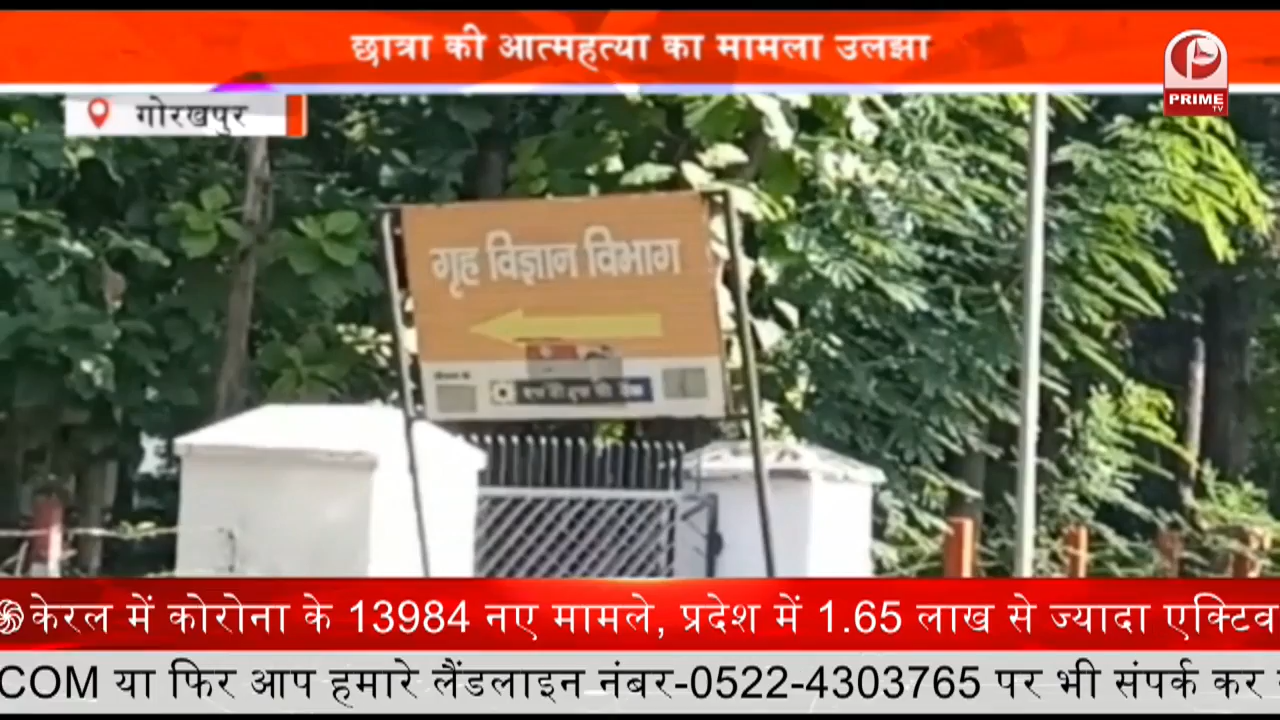 छात्रा की आत्महत्या का मामला उलझा
PRIME
TV
गोरखपुर
गृह विज्ञान विभाग
केरल में कोरोना के 13984 नए मामले, प्रदेश में 1.65 लाख से ज्यादा एक्टिव
COM या फिर आप हमारे लैंडलाइन नंबर-0522-4303765 पर भी संपर्क कर